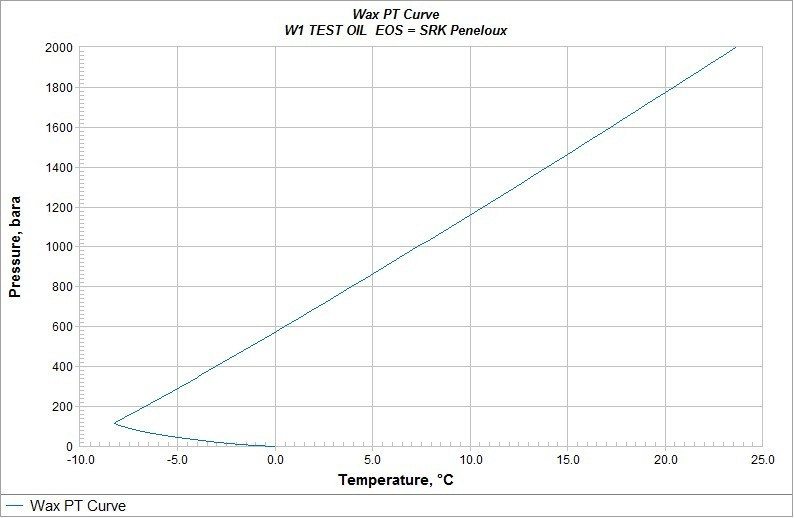 Wax PT Curve
W1 TEST OIL EOS = SRK Peneloux
Pressure, bara
2000
1800
1600
1400
1200
1000
800
600
400
200
0
-10.0 -5.0 0.0 5.0 10.0 15.0 20.0 25.0
Temperature, °C
Wax PT Curve